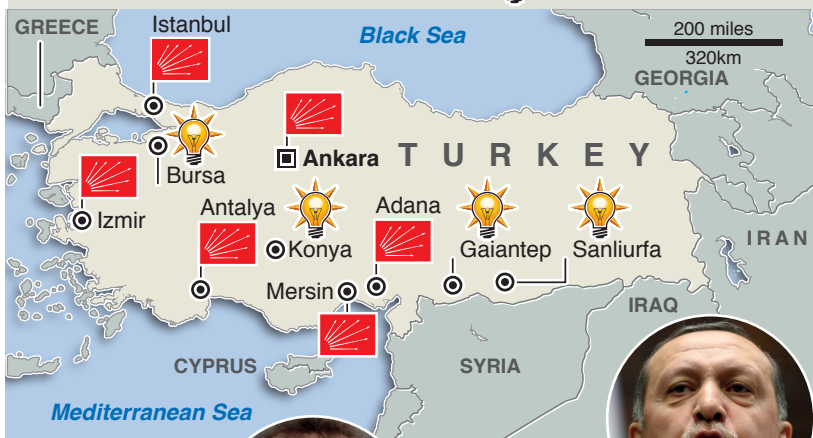 GREECE
Istanbul
Black Sea
200 miles
320km
GEORGIA
Ankara
TURKEY
Bursa
Izmir
Antalya
Adana
Konya
Gaiantep
Sanliurfa
IRAN
Mersin
IRAQ
CYPRUS
SYRIA
Mediterranean Sea